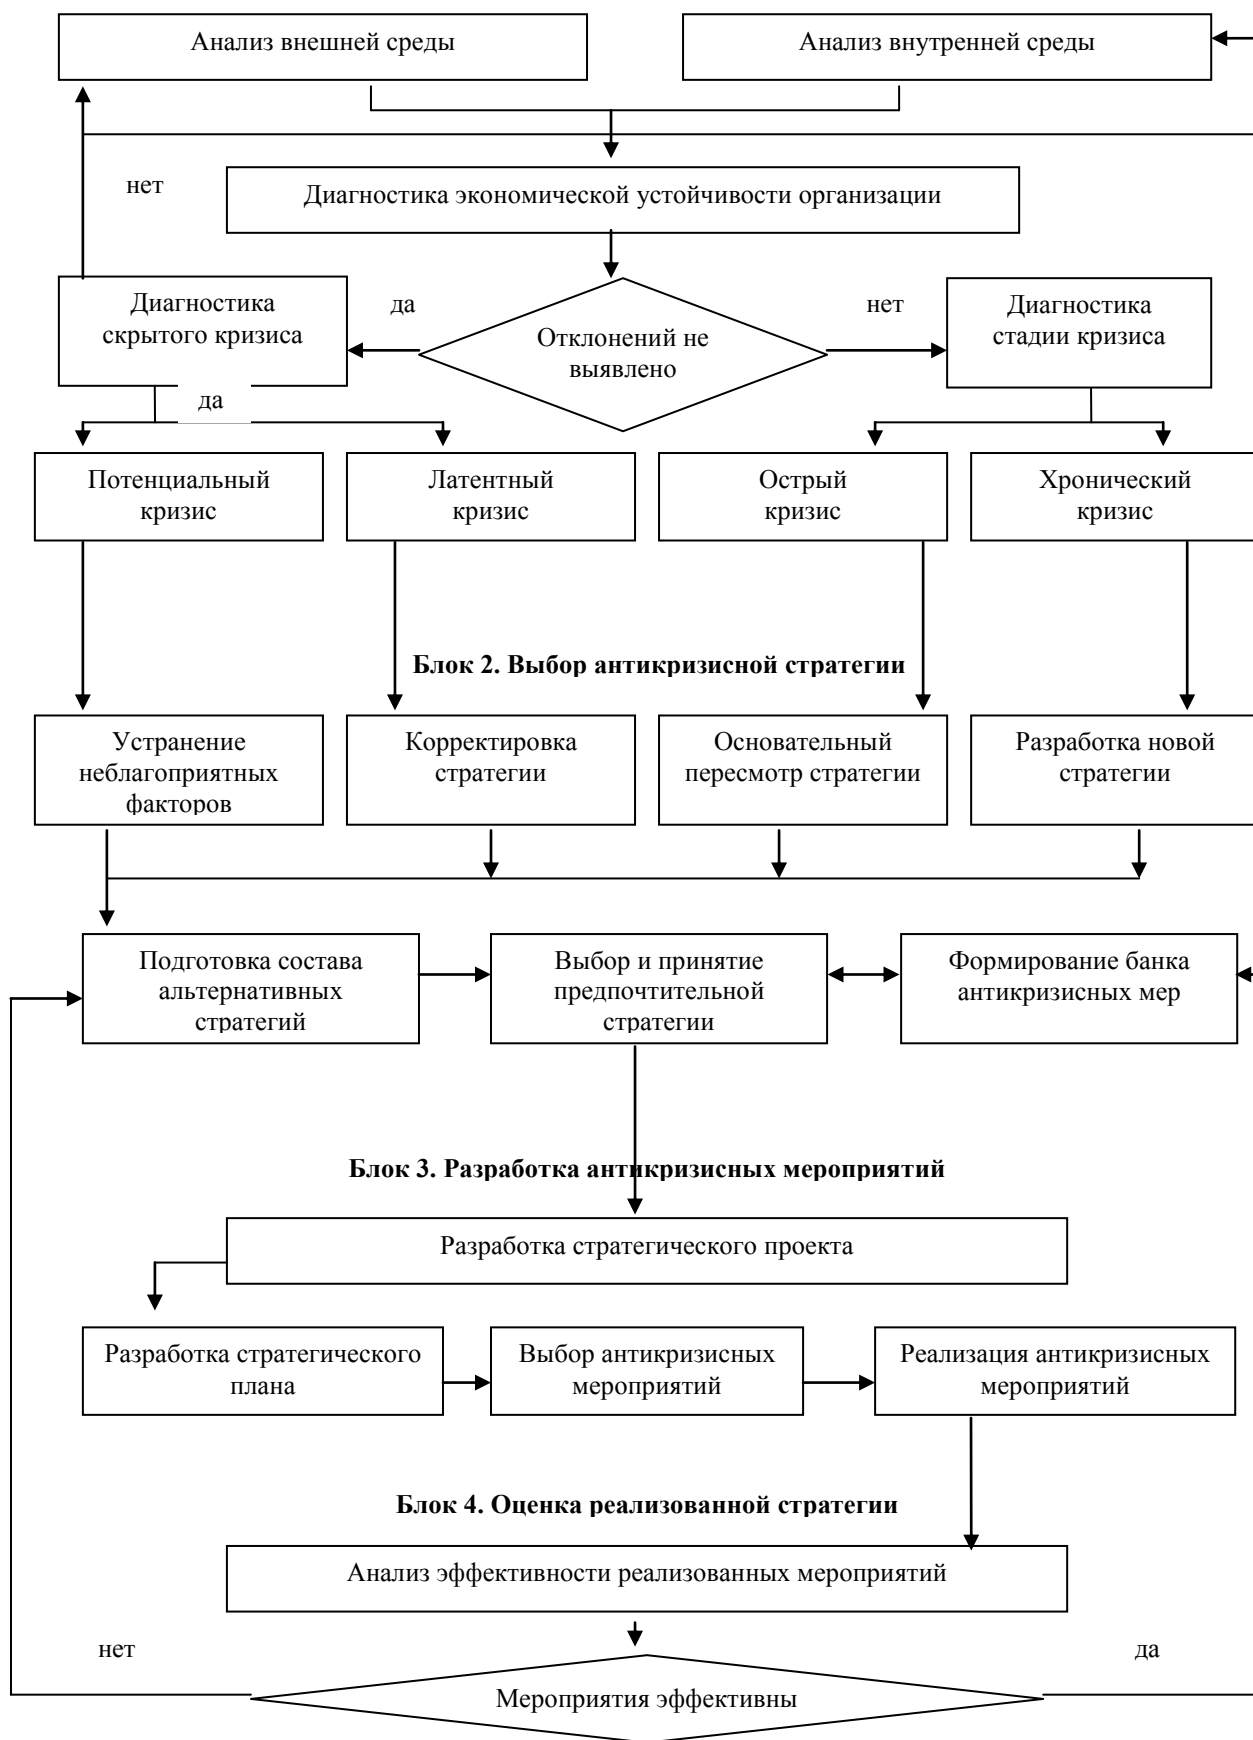 Анализ внешней среды
Анализ внутренней среды
нет
Диагностика экономической устойчивости организации
Диагностика
скрытого кризиса
да
Отклонений не
выявлено
нет
Диагностика
стадии кризиса
да
Потенциальный
кризис
Латентный
кризис
Острый
кризис
Хронический
кризис
Блок 2. Выбор антикризисной стратегии
Устранение
неблагоприятных
факторов
Корректировка
стратегии
Основательный
пересмотр стратегии
Разработка новой
стратегии
Подготовка состава
альтернативных
стратегий
Выбор и принятие
предпочтительной
стратегии
Формирование банка
антикризисных мер
Блок 3. Разработка антикризисных мероприятий
Разработка стратегического проекта
Разработка стратегического
плана
Выбор антикризисных
мероприятий
Реализация антикризисных
мероприятий
Блок 4. Оценка реализованной стратегии
Анализ эффективности реализованных мероприятий
нет
да
Мероприятия эффективны